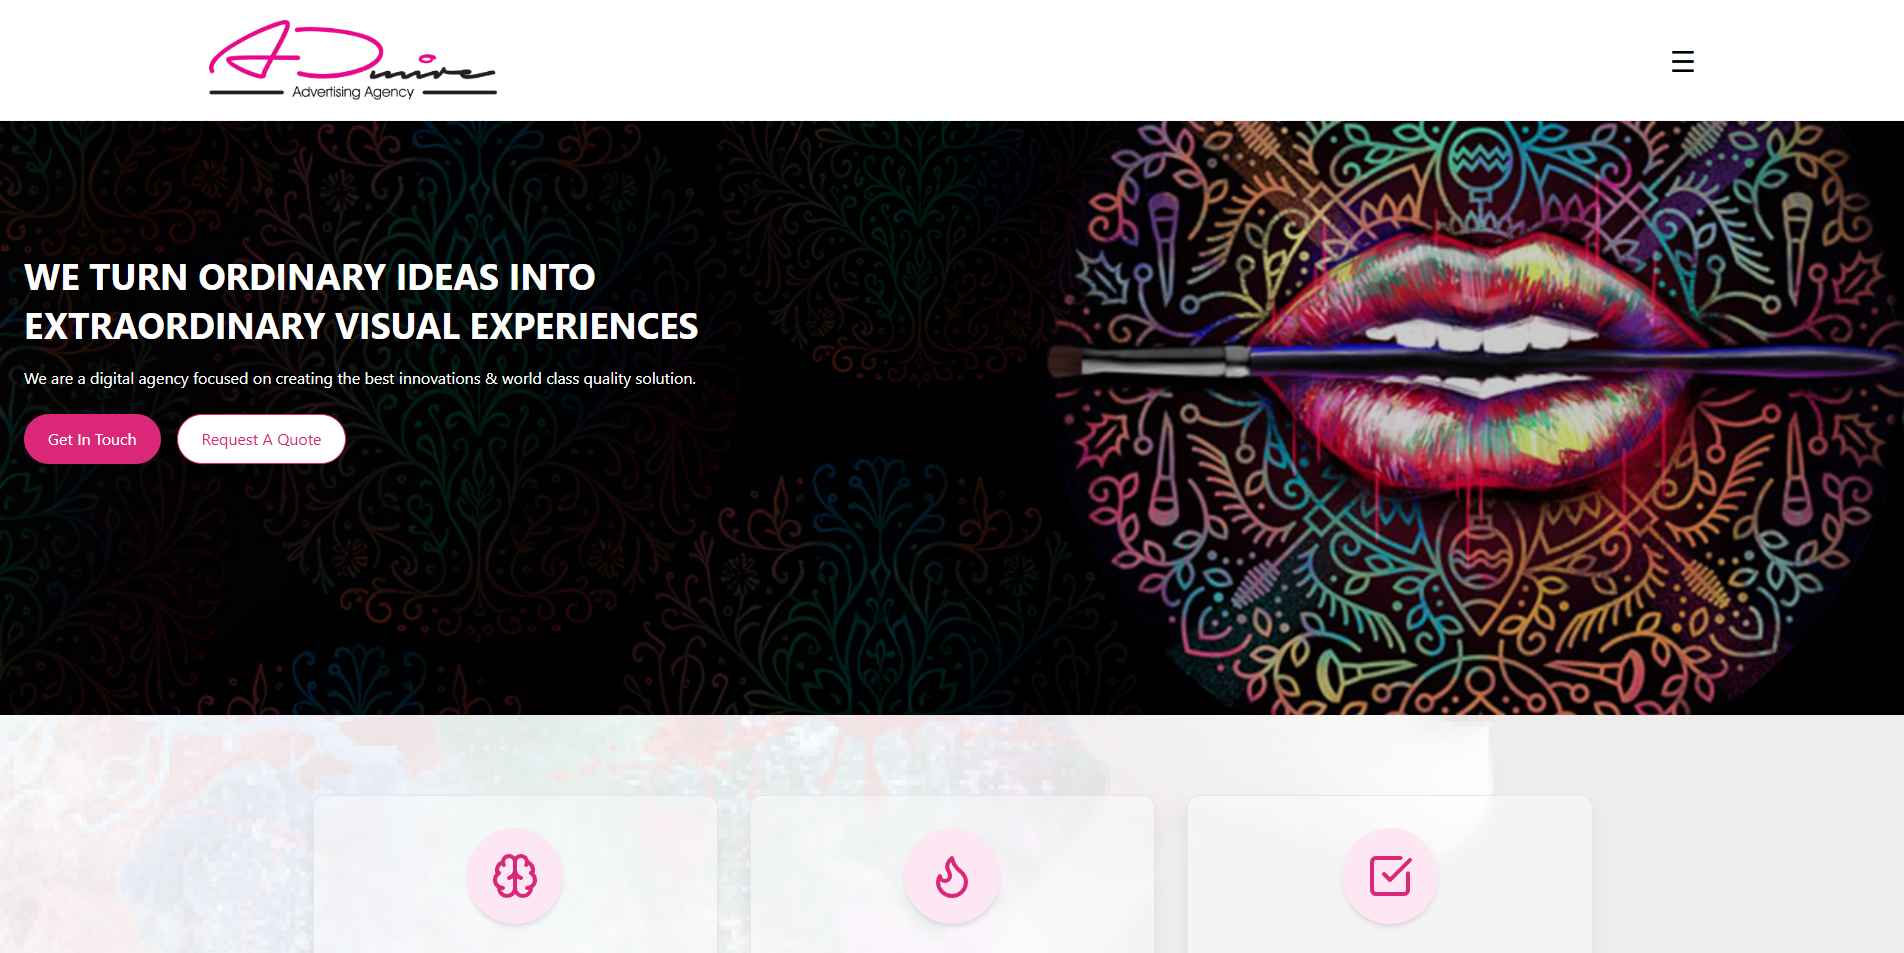 ADmire
Advertising Agency
WE TURN ORDINARY IDEAS INTO
EXTRAORDINARY VISUAL EXPERIENCES
We are a digital agency focused on creating the best innovations & world class quality solution.
Get In Touch
Request A Quote